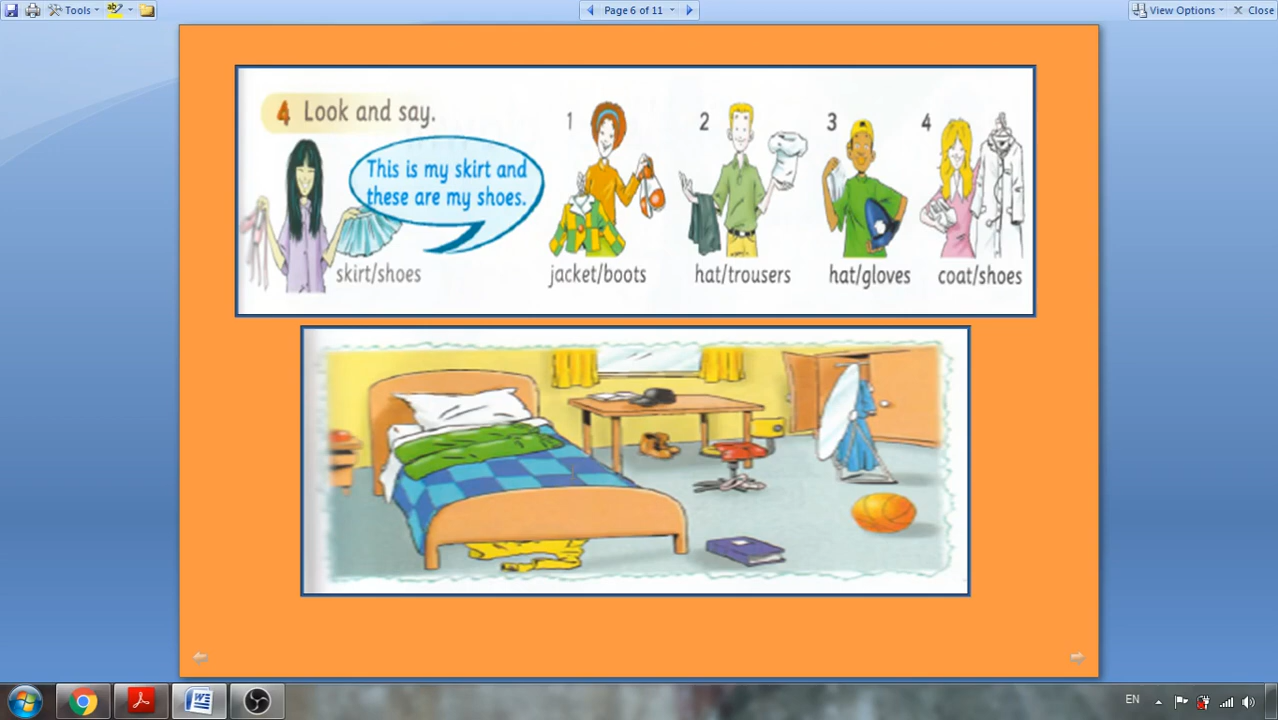 Tools
Page 6 of 11
View Options
Close
4 Look and say.
This is my skirt and
these are my shoes.
skirt/shoes
1
jacket/boots
2
hat/trousers
3
hat/gloves
4
coat/shoes
EN